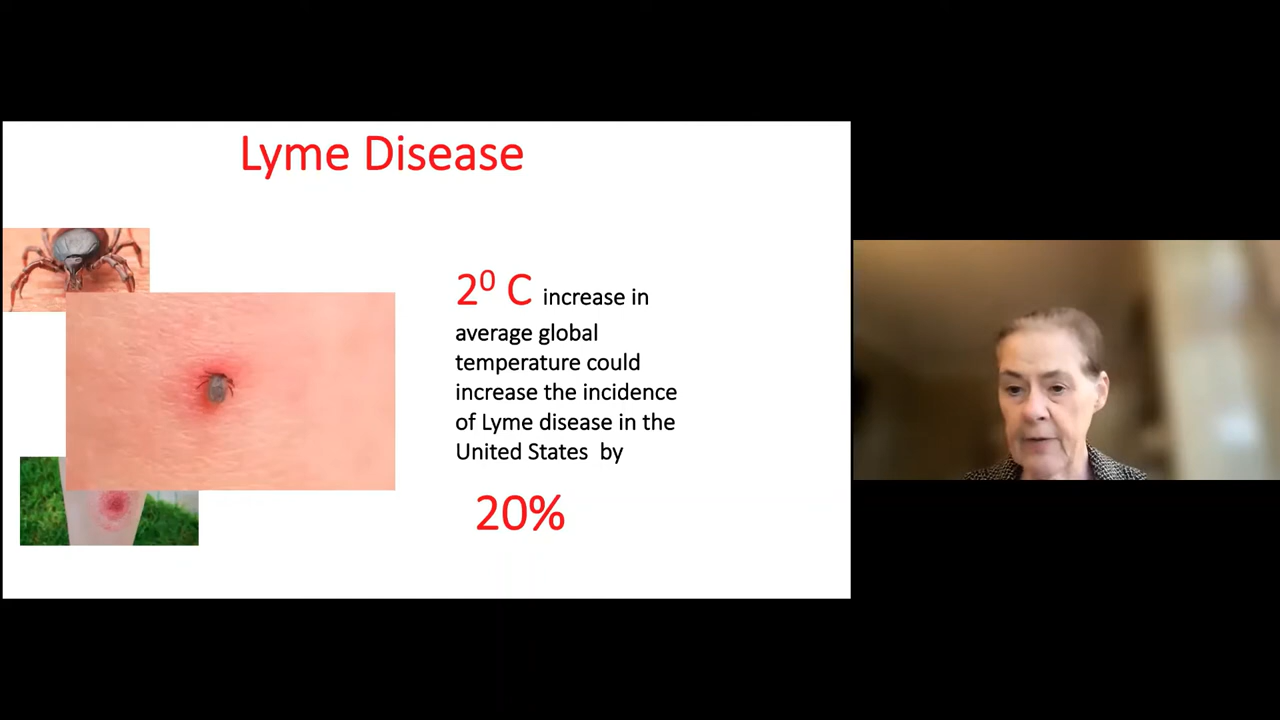 Lyme Disease
2⁰ C increase in
average global
temperature could
increase the incidence
of Lyme disease in the
United States by
20%